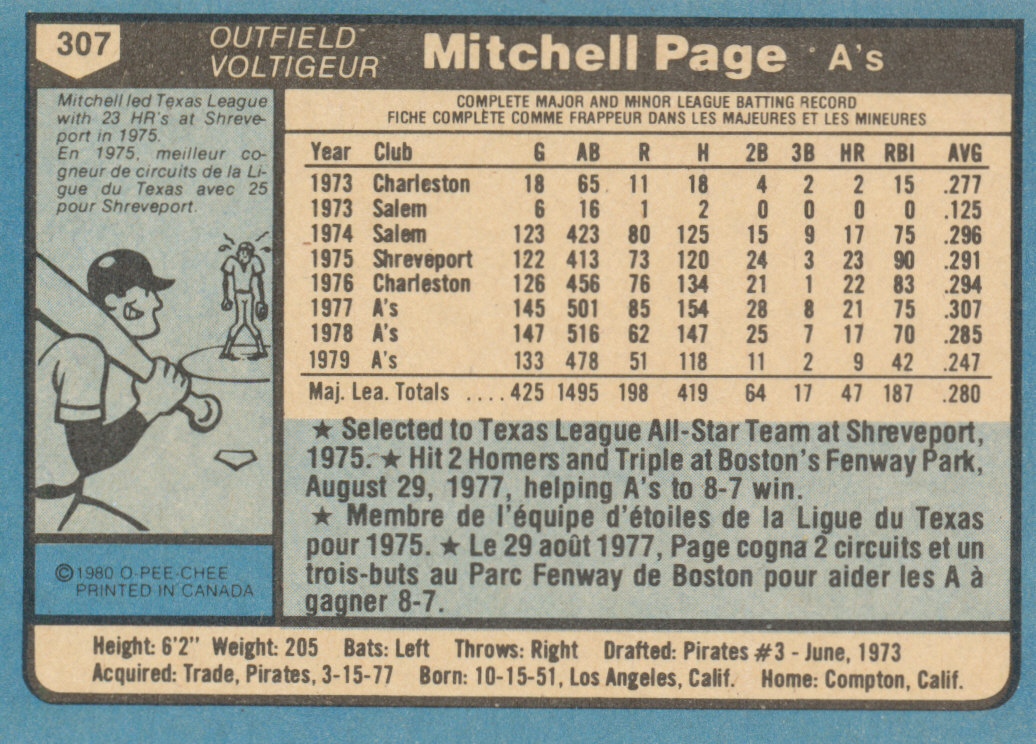 307
OUTFIELD
VOLTIGEUR
Mitchell Page A's
Mitchell led Texas League
with 23 HR's at Shreve-
port in 1975.
En 1975, meilleur co-
gneur de circuits de la Li-
gue du Texas avec 25
pour Shreveport.
COMPLETE MAJOR AND MINOR LEAGUE BATTING RECORD
FICHE COMPLÈTE COMME FRAPPEUR DANS LES MAJEURES ET LES MINEURES
Year Club G AB R H 2B 3B HR RBI AVG
1973 Charleston 18 65 11 18 4 2 2 15 .277
1973 Salem 6 16 1 2 0 0 0 0 .125
1974 Salem 123 423 80 125 15 9 17 75 .296
1975 Shreveport 122 413 73 120 24 3 23 90 .291
1976 Charleston 126 456 76 134 21 1 22 83 .294
1977 A's 145 501 85 154 28 8 21 75 .307
1978 A's 147 516 62 147 25 7 17 70 .285
1979 A's 133 478 51 118 11 2 9 42 .247
Maj. Lea. Totals ....425 1495 198 419 64 17 47 187 .280
★ Selected to Texas League All-Star Team at Shreveport,
1975. ★ Hit 2 Homers and Triple at Boston's Fenway Park,
August 29, 1977, helping A's to 8-7 win.
★ Membre de l'équipe d'étoiles de la Ligue du Texas
pour 1975. ★ Le 29 août 1977, Page cogna 2 circuits et un
trois-buts au Parc Fenway de Boston pour aider les A à
gagner 8-7.
©1980 O-PEE-CHEE
PRINTED IN CANADA
Height: 6'2" Weight: 205 Bats: Left Throws: Right Drafted: Pirates #3 - June, 1973
Acquired: Trade, Pirates, 3-15-77 Born: 10-15-51, Los Angeles, Calif. Home: Compton, Calif.